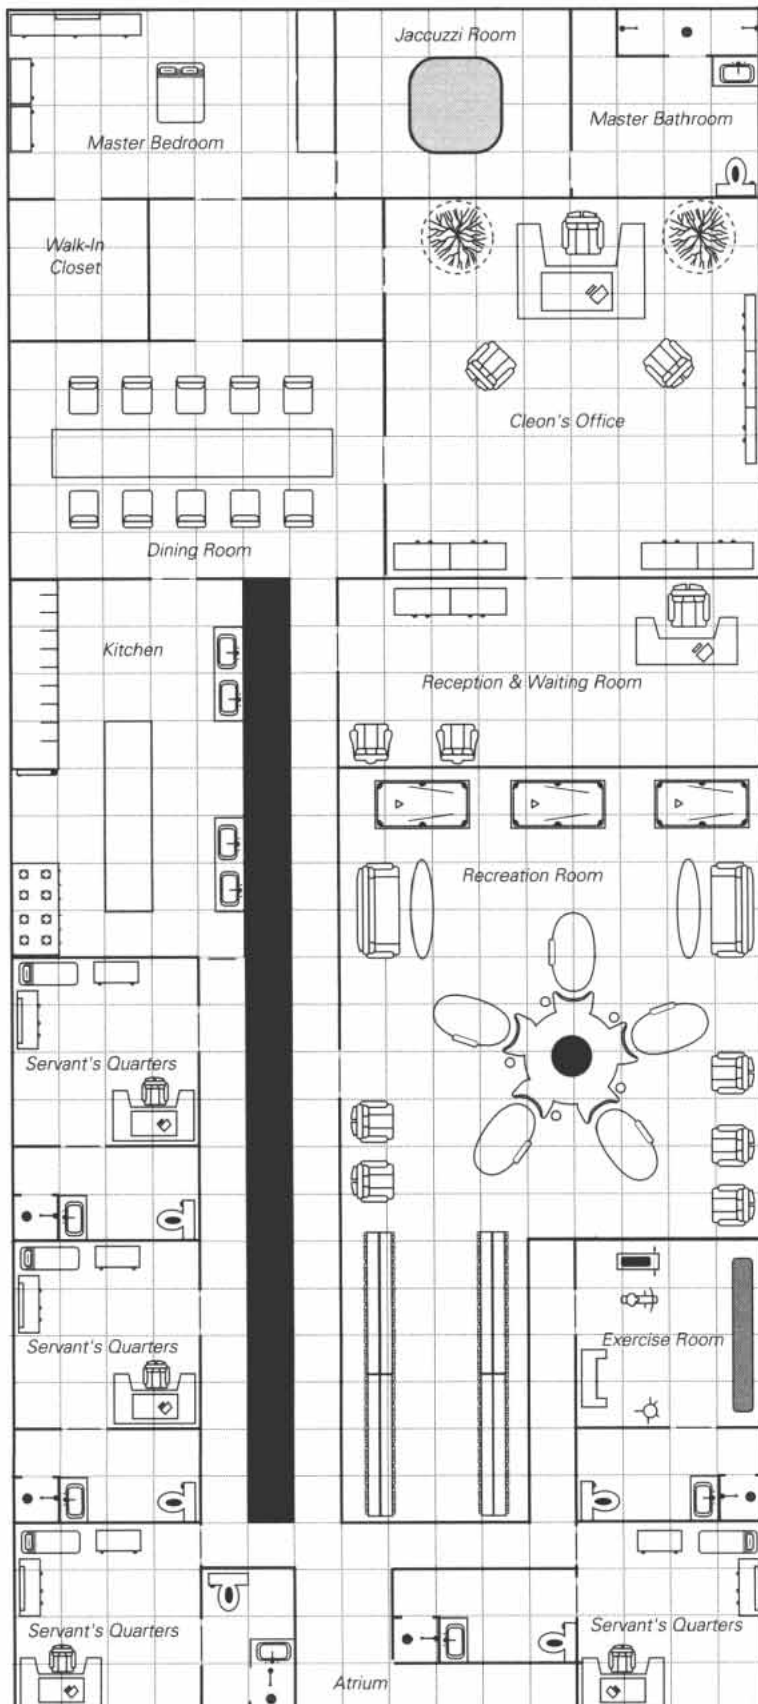 Jaccuzzi Room
Master Bedroom
Master Bathroom
Walk-In
Closet
Cleon's Office
Dining Room
Kitchen
Reception & Waiting Room
Recreation Room
Servant's Quarters
Servant's Quarters
Exercise Room
Servant's Quarters
Servant's Quarters
Atrium